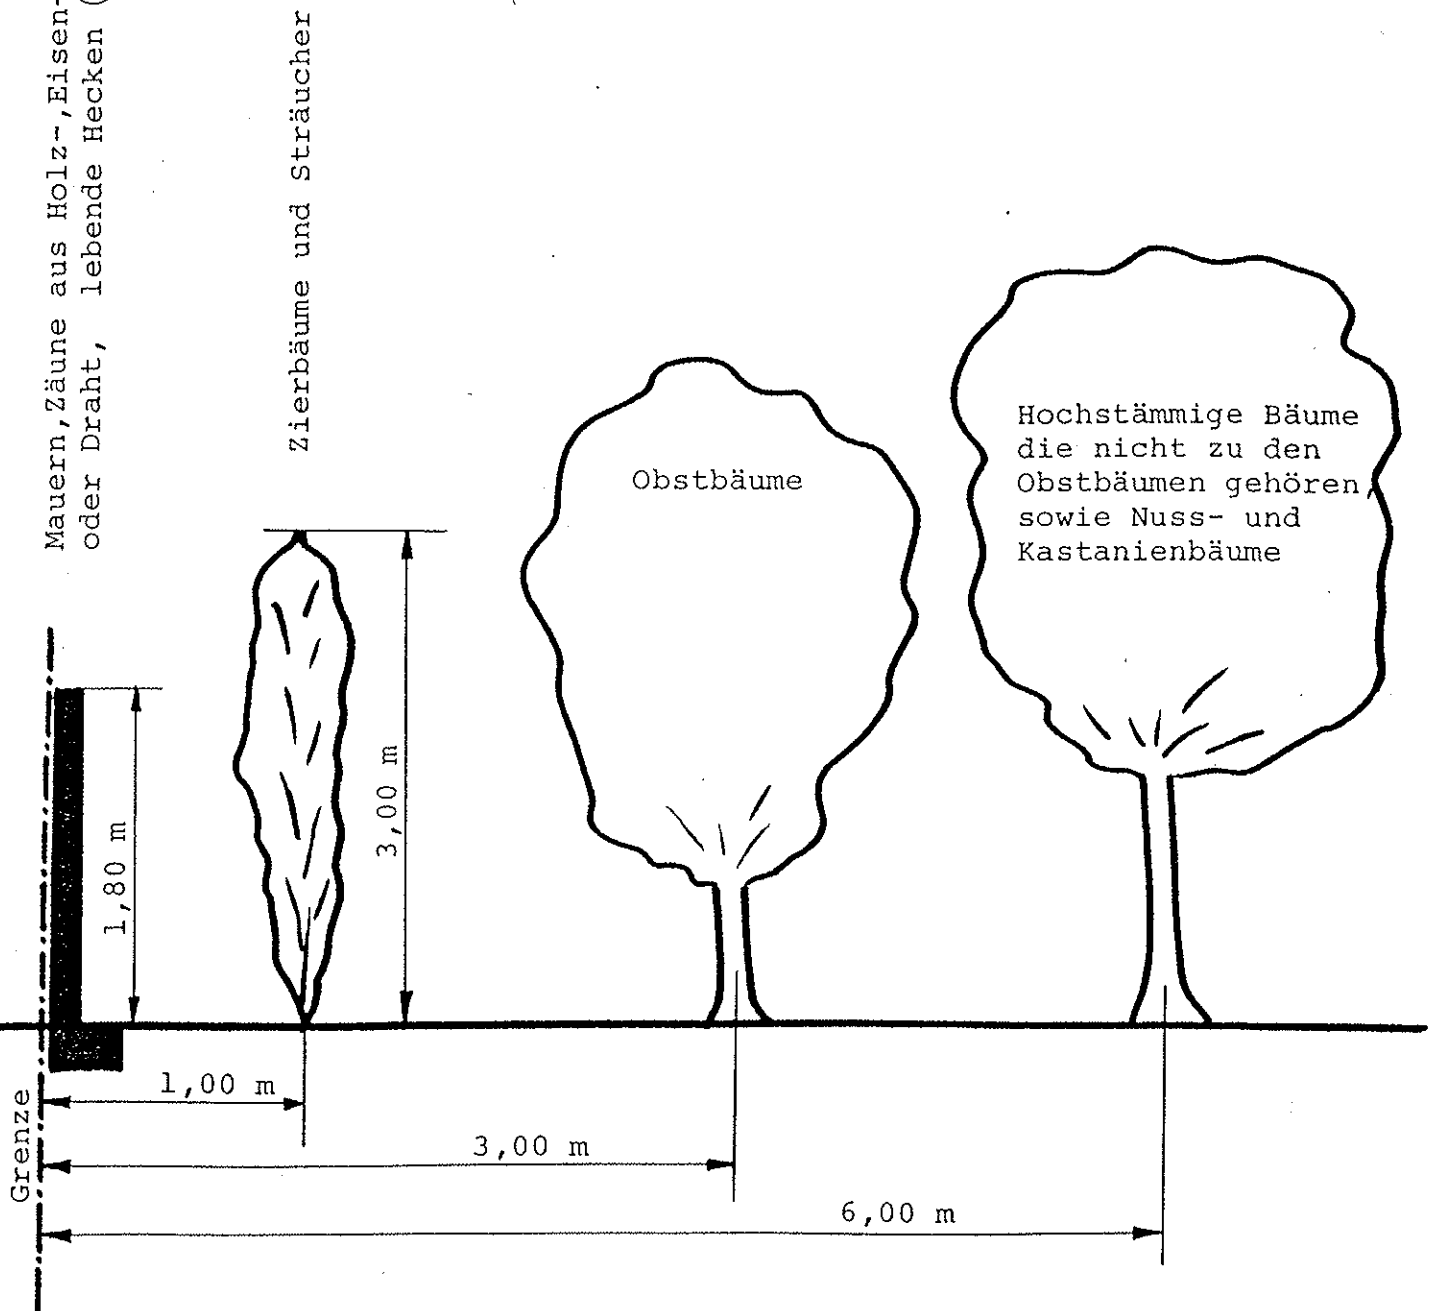 Mauern,Zäune aus Holz-,Eisen-
oder Draht, lebende Hecken (
Zierbäume und Sträucher
Obstbäume
Hochstämmige Bäume
die nicht zu den
Obstbäumen gehören,
sowie Nuss- und
Kastanienbäume
1,80 m
3,00 m
Grenze
1,00 m
3,00 m
6,00 m